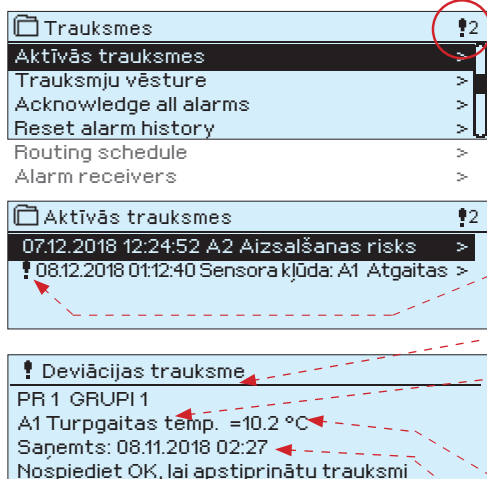 Trauksmes 2
Aktīvās trauksmes >
Trauksmju vēsture >
Acknowledge all alarms >
Reset alarm history >
Routing schedule >
Alarm receivers >
Aktīvās trauksmes 2
07.12.2018 12:24:52 A2 Aizsalšanas risks >
! 08.12.2018 01:12:40 Sensora kļūda: A1 Atgaitas >
! Deviācijas trauksme
PR 1 GRUPI 1
A1 Turpgaitas temp. =10.2 °C
Saņemts: 08.11.2018 02:27
Nospiediet OK, lai apstiprinātu trauksmi